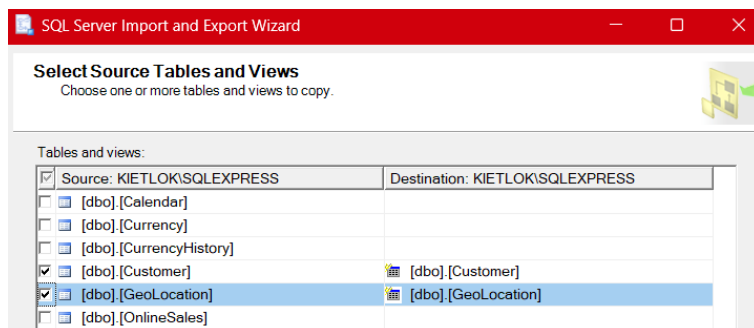 SQL Server Import and Export Wizard
Select Source Tables and Views
Choose one or more tables and views to copy.
Tables and views:
Source: KIETLOK\SQLEXPRESS Destination: KIETLOK\SQLEXPRESS
[dbo].[Calendar]
[dbo].[Currency]
[dbo].[CurrencyHistory]
[dbo].[Customer] [dbo].[Customer]
[dbo].[GeoLocation] [dbo].[GeoLocation]
[dbo].[OnlineSales]